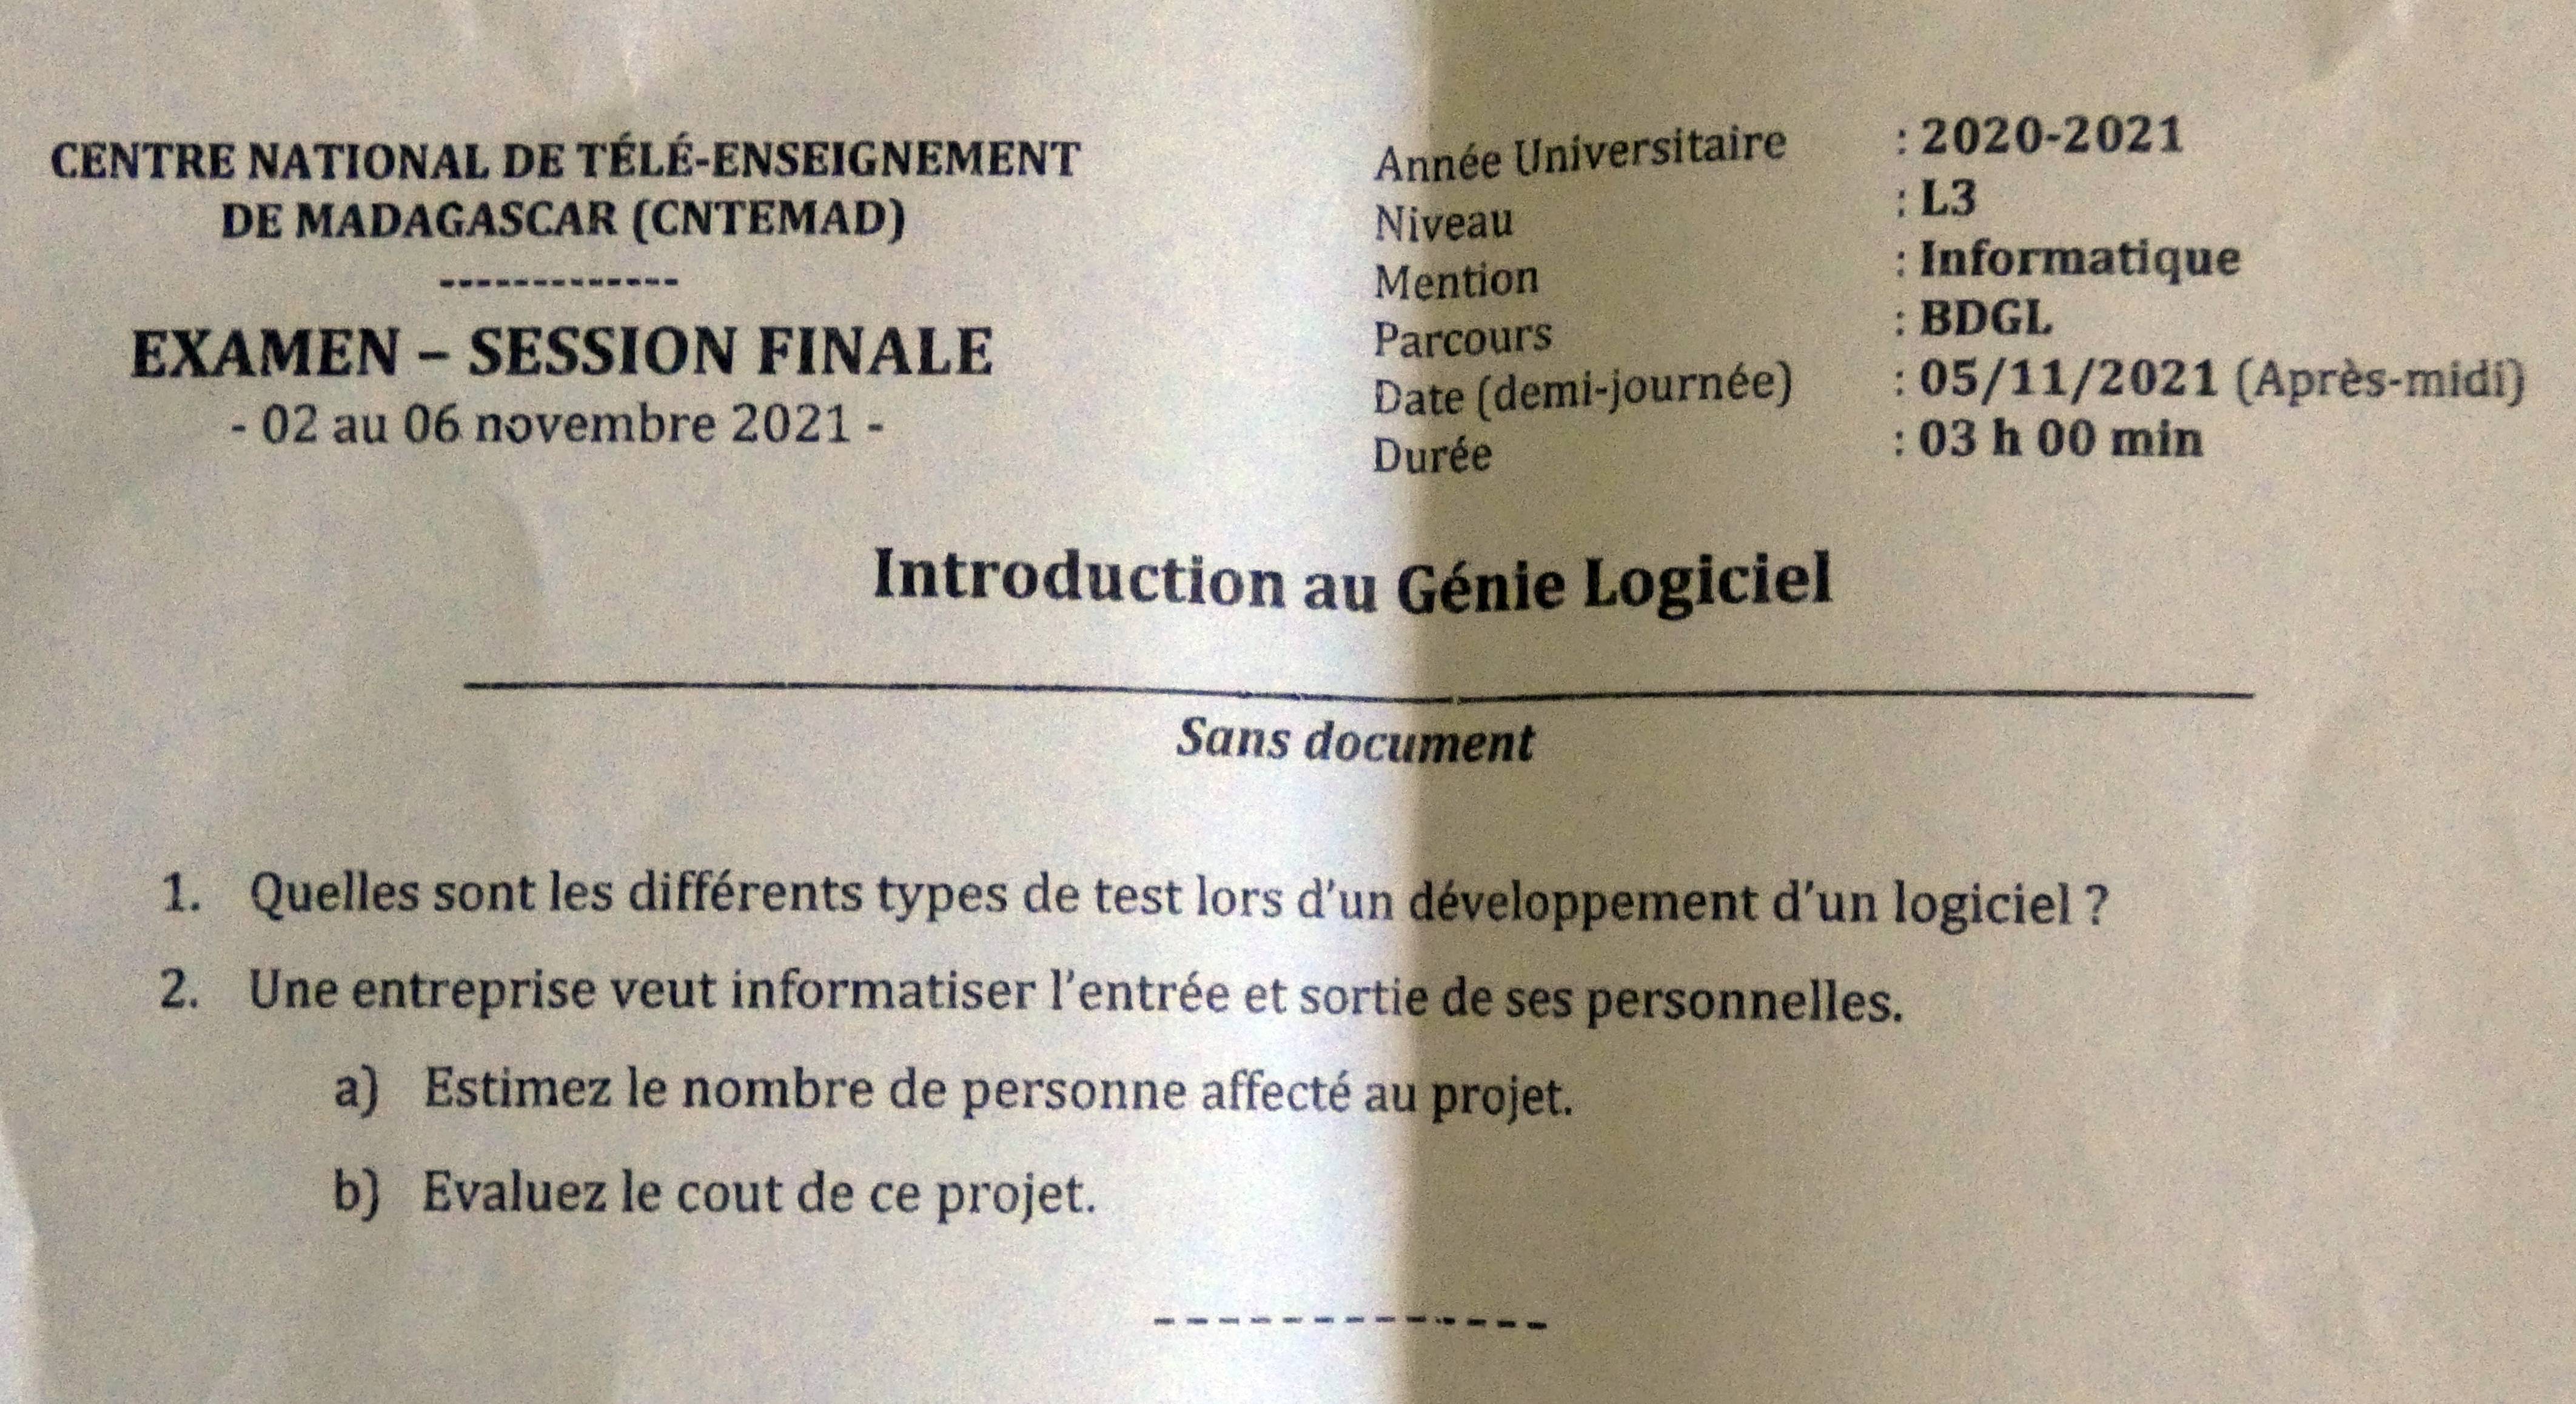 CENTRE NATIONAL DE TÉLÉ-ENSEIGNEMENT
DE MADAGASCAR (CNTEMAD)
-------------
EXAMEN – SESSION FINALE
- 02 au 06 novembre 2021 -
Année Universitaire : 2020-2021
Niveau : L3
Mention : Informatique
Parcours : BDGL
Date (demi-journée) : 05/11/2021 (Après-midi)
Durée : 03 h 00 min
Introduction au Génie Logiciel
Sans document
1. Quelles sont les différents types de test lors d'un développement d'un logiciel ?
2. Une entreprise veut informatiser l'entrée et sortie de ses personnelles.
a) Estimez le nombre de personne affecté au projet.
b) Evaluez le cout de ce projet.
-------------